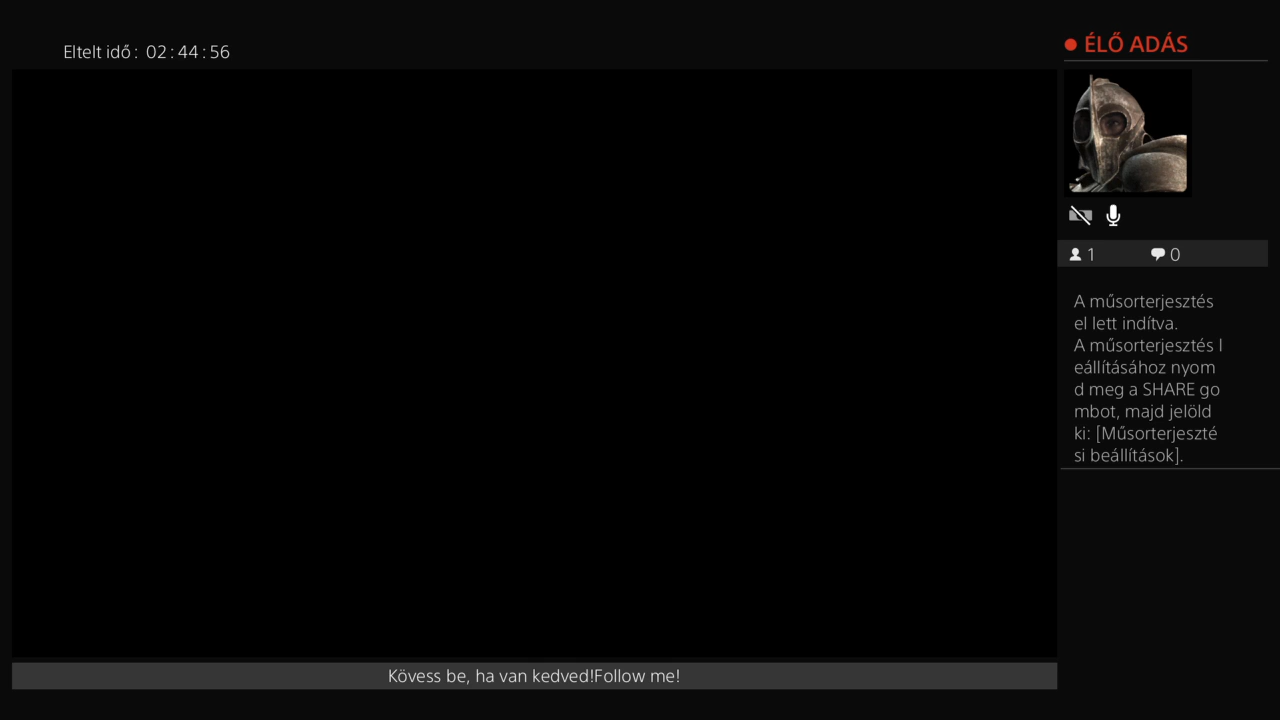 Eltelt idő : 02 : 44 : 56
ÉLŐ ADÁS
1 0
A műsorterjesztés
el lett indítva.
A műsorterjesztés l
eállításához nyom
d meg a SHARE go
mbot, majd jelöld
ki: [Műsorterjeszté
si beállítások].
Kövess be, ha van kedved!Follow me!